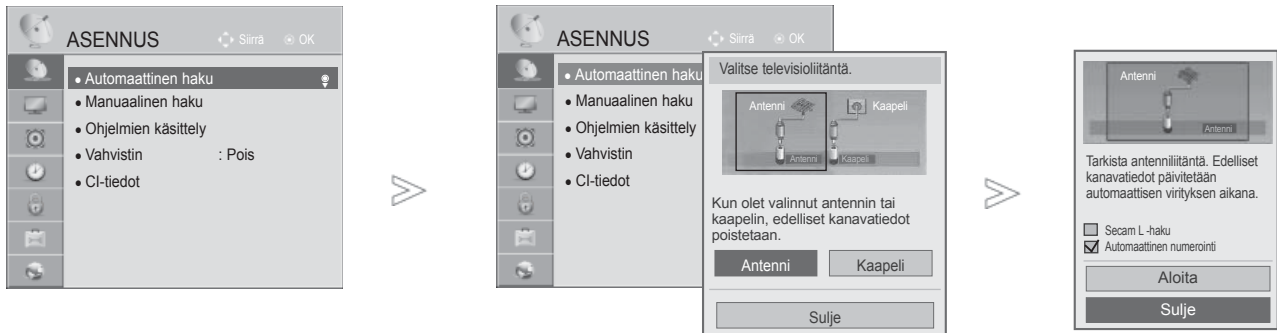 ASENNUS
Siirrä
OK
• Automaattinen haku
• Manuaalinen haku
• Ohjelmien käsittely
• Vahvistin : Pois
• CI-tiedot
ASENNUS
Siirrä
OK
• Automaattinen haku
• Manuaalinen haku
• Ohjelmien käsittely
• Vahvistin
• CI-tiedot
Valitse televisioliitäntä.
Antenni
Kaapeli
Antenni
Kaapeli
Kun olet valinnut antennin tai
kaapelin, edelliset kanavatiedot
poistetaan.
Antenni
Kaapeli
Sulje
Antenni
Antenni
Tarkista antenniliitäntä. Edelliset
kanavatiedot päivitetään
automaattisen virityksen aikana.
Secam L -haku
Automaattinen numerointi
Aloita
Sulje